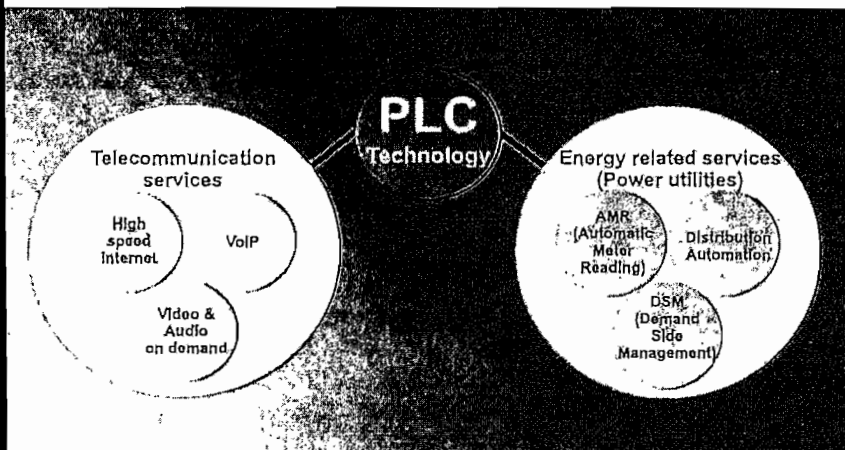 PLC
Technology
Telecommunication
services
High
speed
Internet
VoIP
Video &
Audio
on demand
Energy related services
(Power utilities)
AMR
(Automatic
Meter
Reading)
Distribution
Automation
DSM
(Demand
Side
Management)